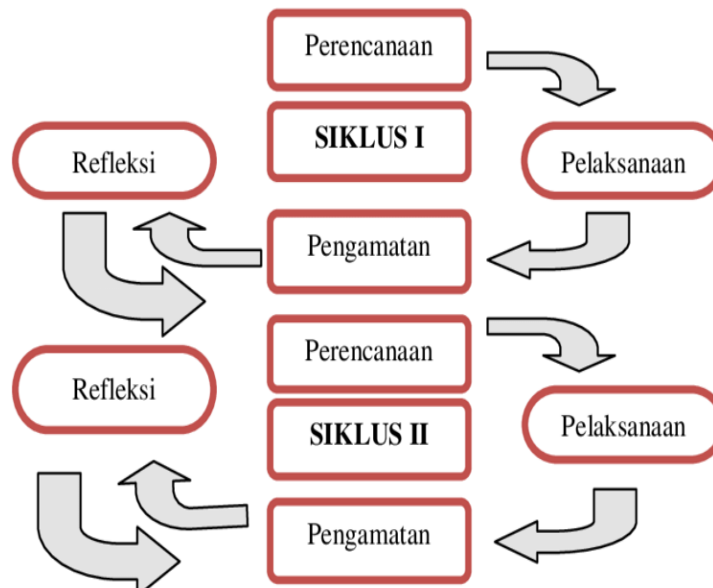 Perencanaan
SIKLUS I
Refleksi
Pelaksanaan
Pengamatan
Perencanaan
Refleksi
SIKLUS II
Pelaksanaan
Pengamatan